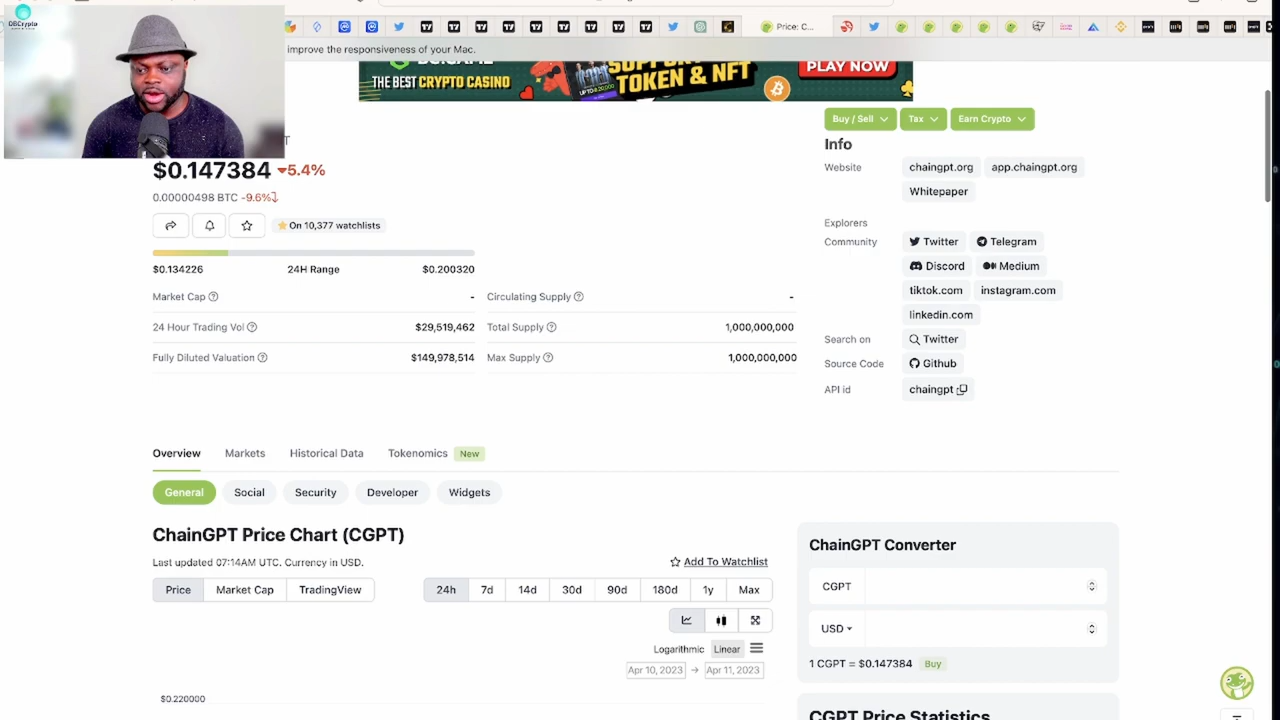 DBCrypto
improve the responsiveness of your Mac.
Price: C...
THE BEST CRYPTO CASINO
TOKEN & NFT
PLAY NOW
$0.147384 5.4%
0.00000498 BTC -9.6%
On 10,377 watchlists
$0.134226 24H Range $0.200320
Market Cap - Circulating Supply -
24 Hour Trading Vol $29,519,462 Total Supply 1,000,000,000
Fully Diluted Valuation $149,978,514 Max Supply 1,000,000,000
Buy / Sell Tax Earn Crypto
Info
Website chaingpt.org app.chaingpt.org
Whitepaper
Explorers
Community Twitter Telegram
Discord Medium
tiktok.com instagram.com
linkedin.com
Search on Twitter
Source Code Github
API id chaingpt
Overview Markets Historical Data Tokenomics New
General Social Security Developer Widgets
ChainGPT Price Chart (CGPT)
Last updated 07:14AM UTC. Currency in USD.
Add To Watchlist
Price Market Cap TradingView
24h 7d 14d 30d 90d 180d 1y Max
Logarithmic Linear
Apr 10, 2023 → Apr 11, 2023
$0.220000
ChainGPT Converter
CGPT
USD
1 CGPT = $0.147384 Buy
CGPT Price Statistics